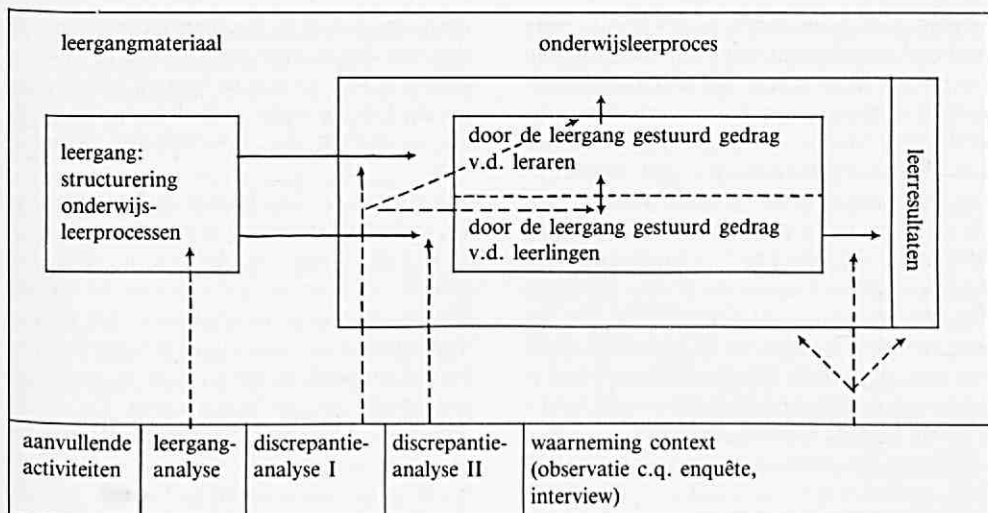 leergangmateriaal
onderwijsleerproces
leergang:
structurering
onderwijs-
leerprocessen
door de leergang gestuurd gedrag
v.d. leraren
door de leergang gestuurd gedrag
v.d. leerlingen
leerresultaten
aanvullende
activiteiten
leergang-
analyse
discrepantie-
analyse I
discrepantie-
analyse II
waarneming context
(observatie c.q. enquête,
interview)